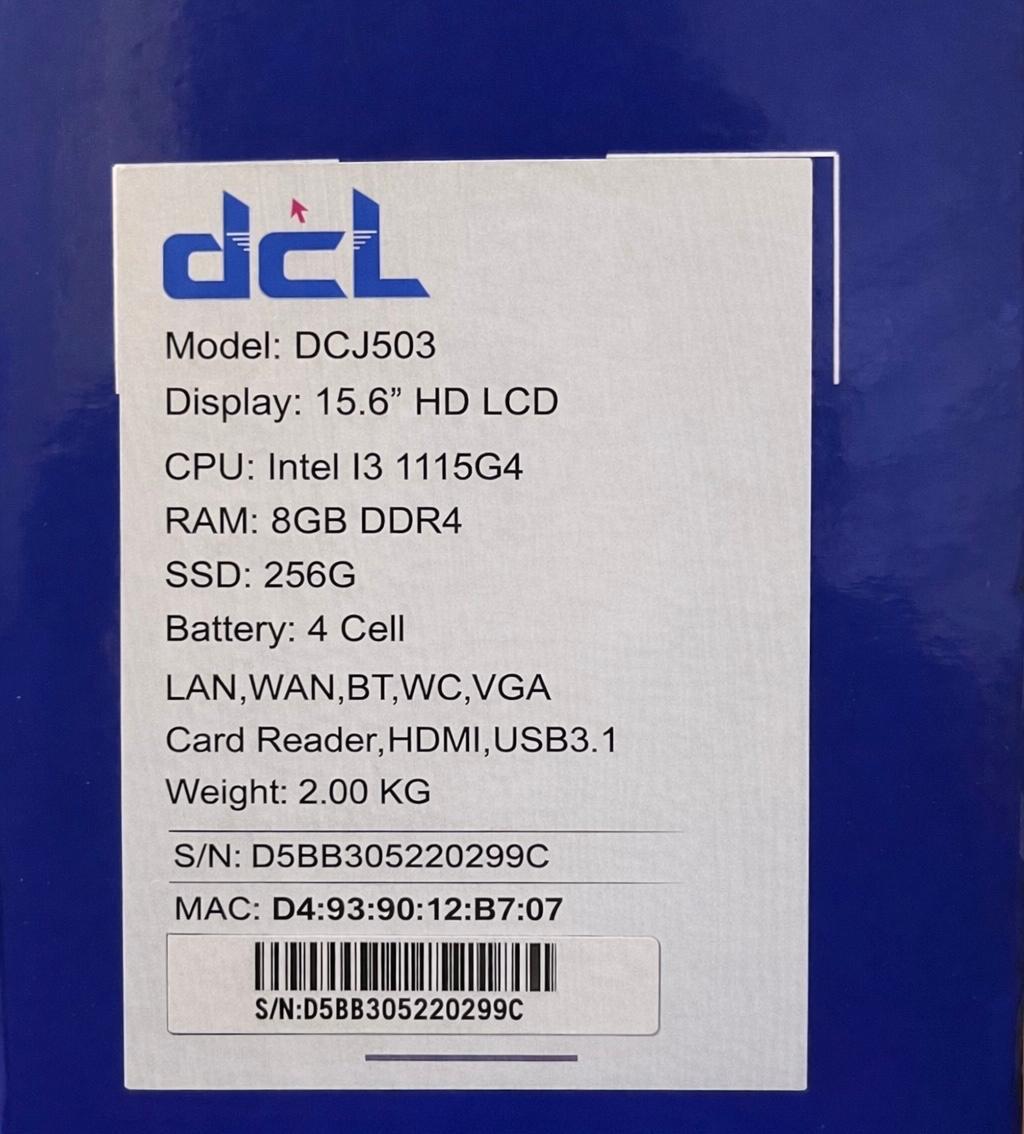 dcl
Model: DCJ503
Display: 15.6” HD LCD
CPU: Intel I3 1115G4
RAM: 8GB DDR4
SSD: 256G
Battery: 4 Cell
LAN,WAN,BT,WC,VGA
Card Reader,HDMI,USB3.1
Weight: 2.00 KG
S/N: D5BB305220299C
MAC: D4:93:90:12:B7:07
S/N:D5BB305220299C